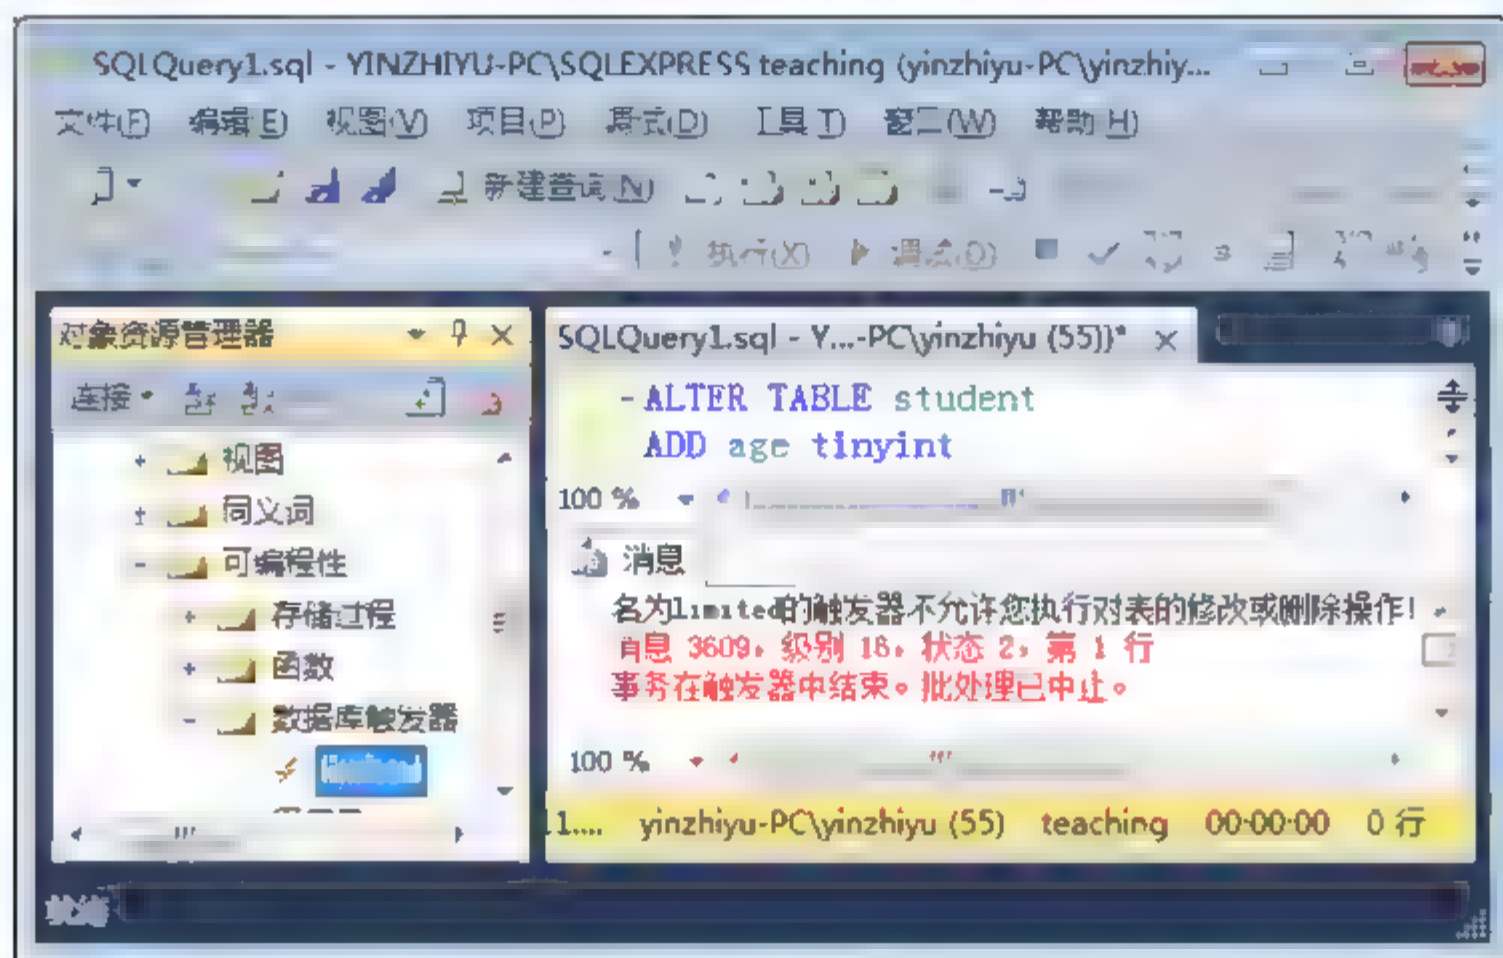 SQLQuery1.sql - YINZHIYU-PC\SQLEXPRESS teaching (yinzhiyu-PC\yinzhiy...
文件(F) 编辑(E) 视图(V) 项目(P) 调试(D) 工具(T) 窗口(W) 帮助(H)
新建查询(N)
执行(X) 调试(D)
对象资源管理器
连接
视图
同义词
可编程性
存储过程
函数
数据库触发器
limited
SQLQuery1.sql - Y...-PC\yinzhiyu (55))*
ALTER TABLE student
ADD age tinyint
100 %
消息
名为limited的触发器不允许您执行对表的修改或删除操作!
消息 3609，级别 16，状态 2，第 1 行
事务在触发器中结束。批处理已中止。
100 %
1.... yinzhiyu-PC\yinzhiyu (55) teaching 00:00:00 0 行